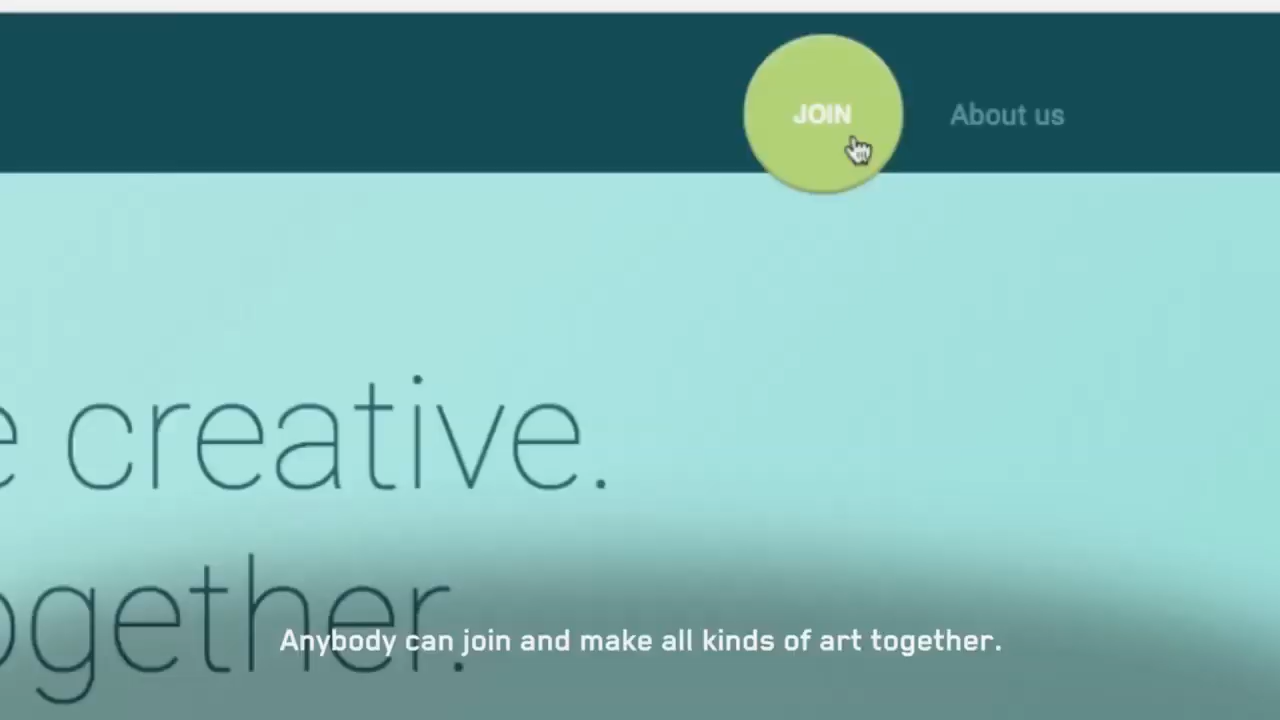 JOIN
About us
creative.
ogether.
Anybody can join and make all kinds of art together.